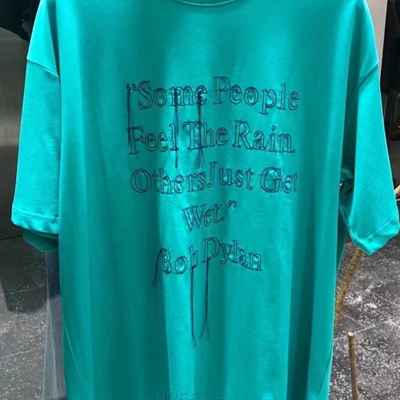 "Some People
Feel The Rain
Others Just Get
Wet."
Bob Dylan